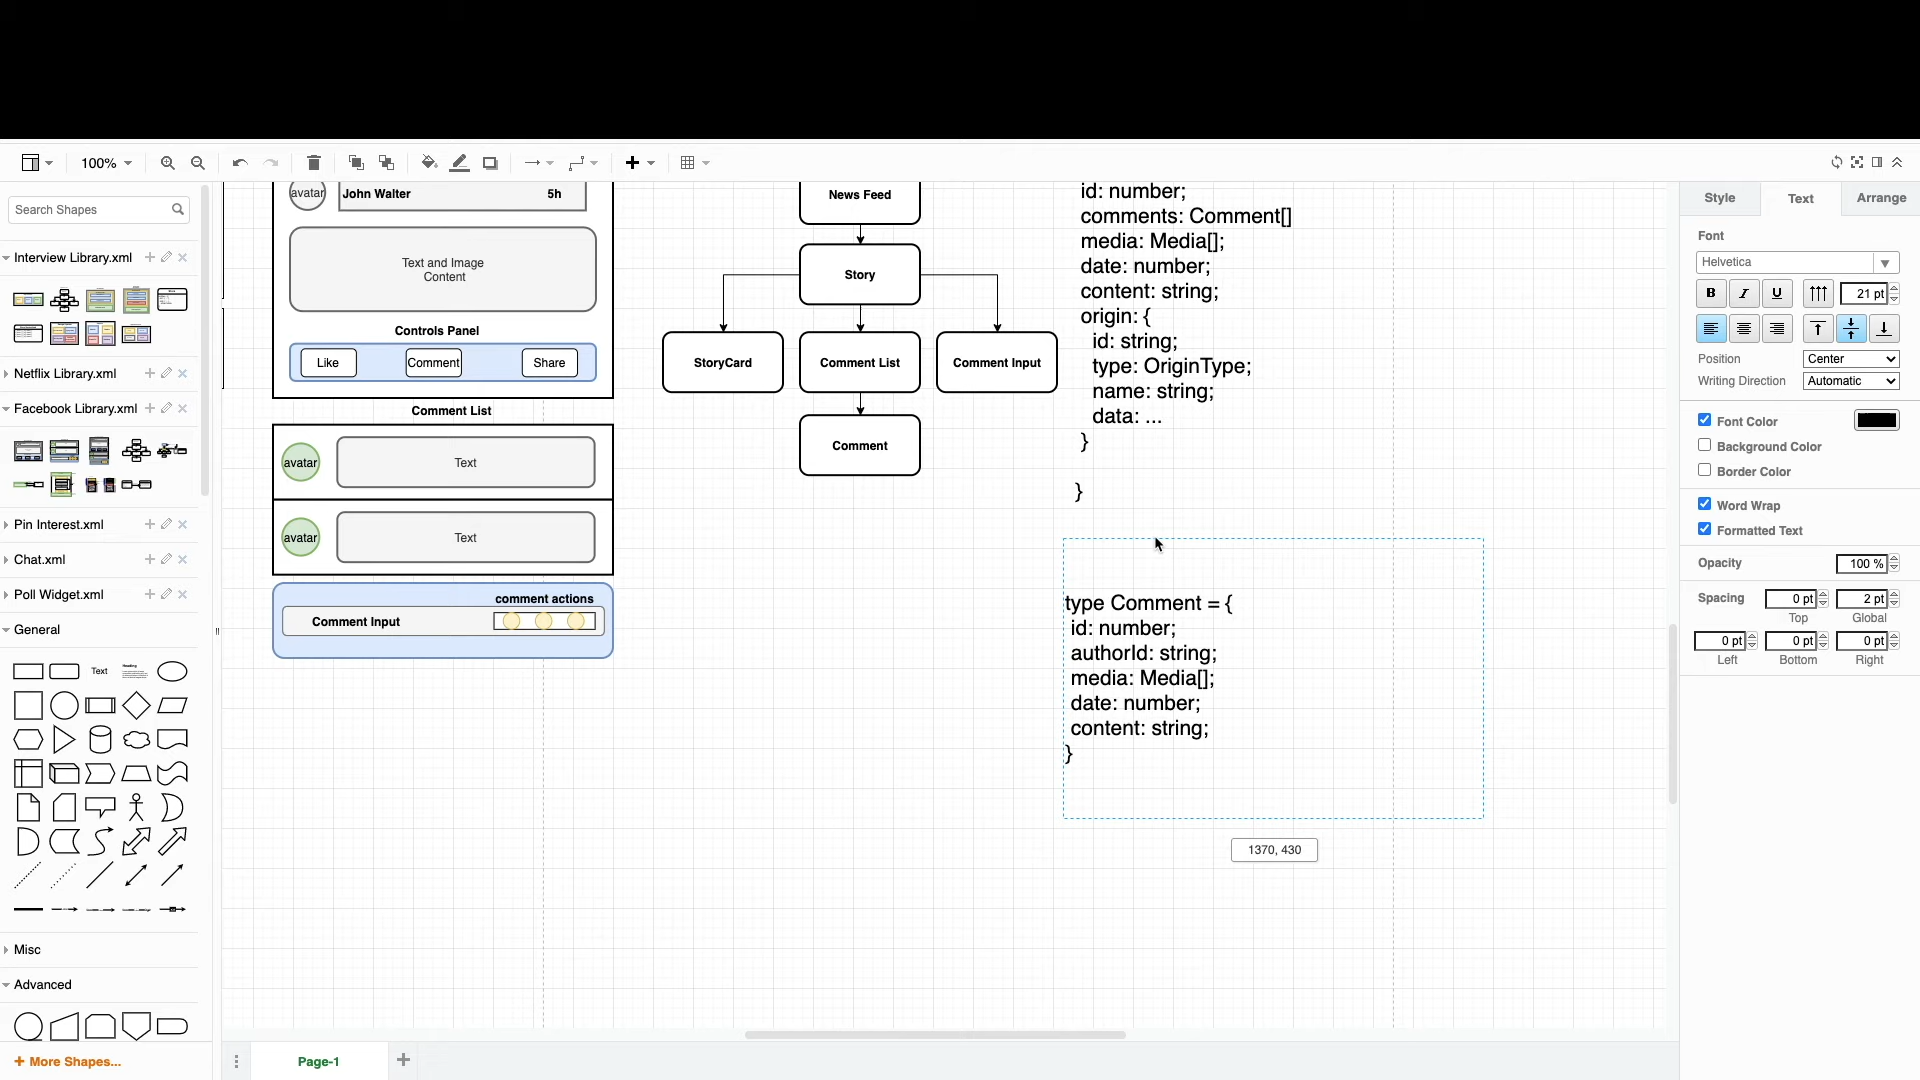 100%
Search Shapes
Interview Library.xml
Netflix Library.xml
Facebook Library.xml
Pin Interest.xml
Chat.xml
Poll Widget.xml
General
Text
Heading
Misc
Advanced
+ More Shapes...
avatar
John Walter
5h
Text and Image
Content
Controls Panel
Like
Comment
Share
Comment List
avatar
Text
avatar
Text
comment actions
Comment Input
News Feed
Story
StoryCard
Comment List
Comment Input
Comment
id: number;
comments: Comment[]
media: Media[];
date: number;
content: string;
origin: {
id: string;
type: OriginType;
name: string;
data: ...
}
}
type Comment = {
id: number;
authorId: string;
media: Media[];
date: number;
content: string;
}
1370, 430
Page-1
Style
Text
Arrange
Font
Helvetica
B I U
21 pt
Position
Center
Writing Direction
Automatic
Font Color
Background Color
Border Color
Word Wrap
Formatted Text
Opacity
100 %
Spacing
0 pt
2 pt
Top
Global
0 pt
0 pt
0 pt
Left
Bottom
Right